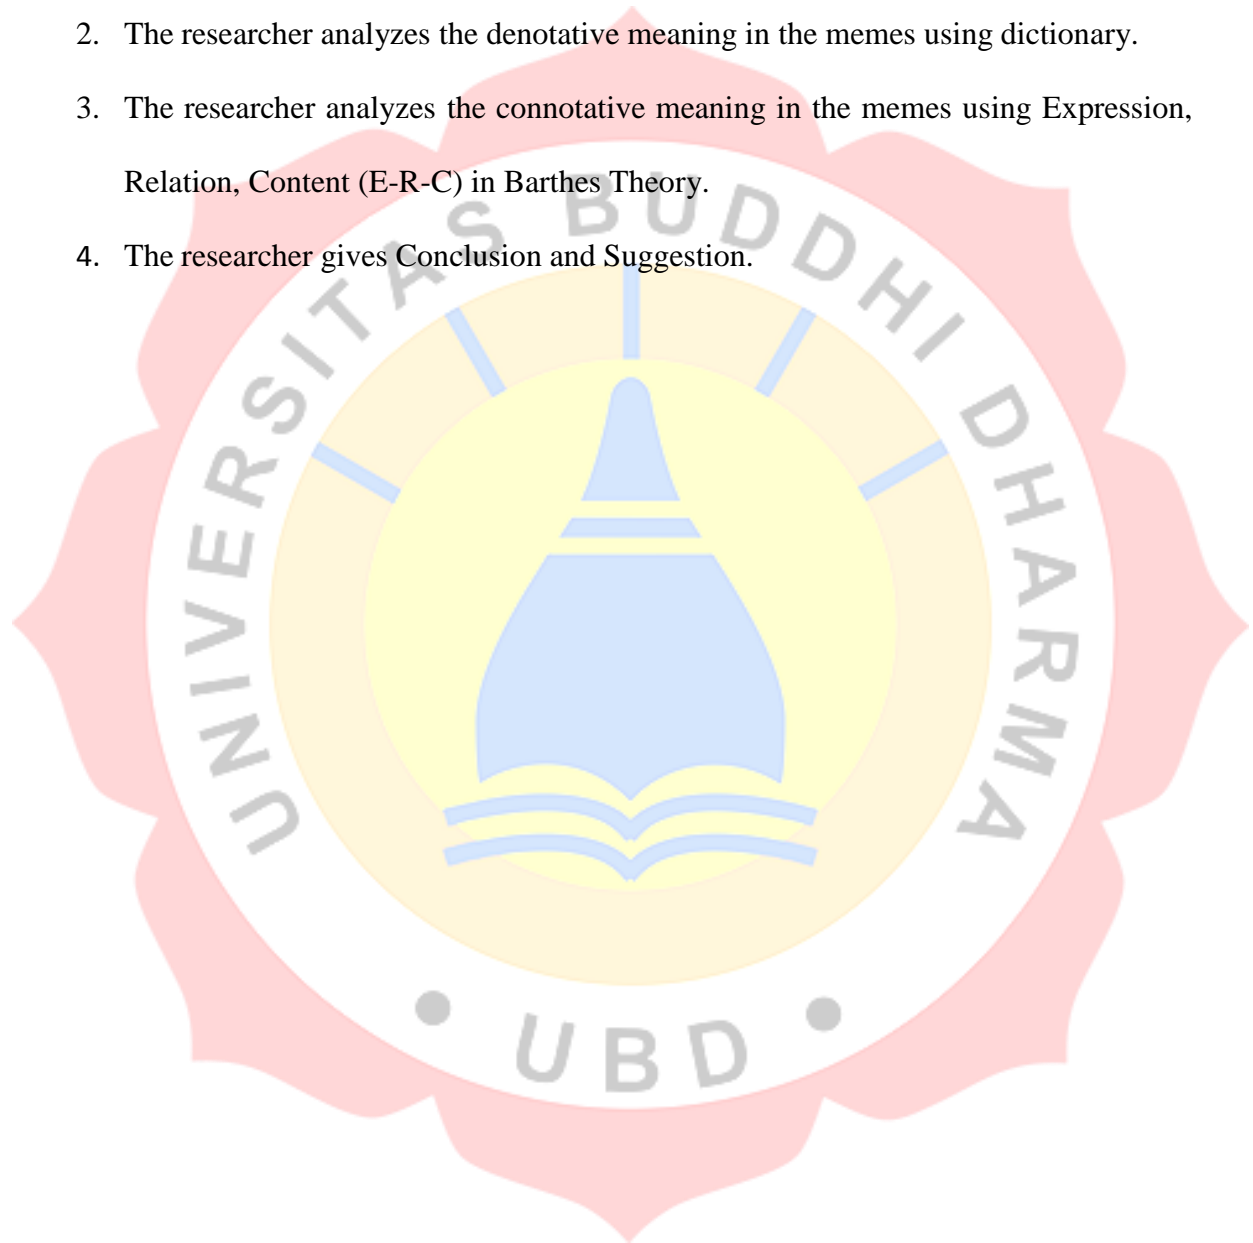 2. The researcher analyzes the denotative meaning in the memes using dictionary.
3. The researcher analyzes the connotative meaning in the memes using Expression,
Relation, Content (E-R-C) in Barthes Theory.
4. The researcher gives Conclusion and Suggestion.
UNIVERSITAS BUDDHI DHARMA
• UBD •